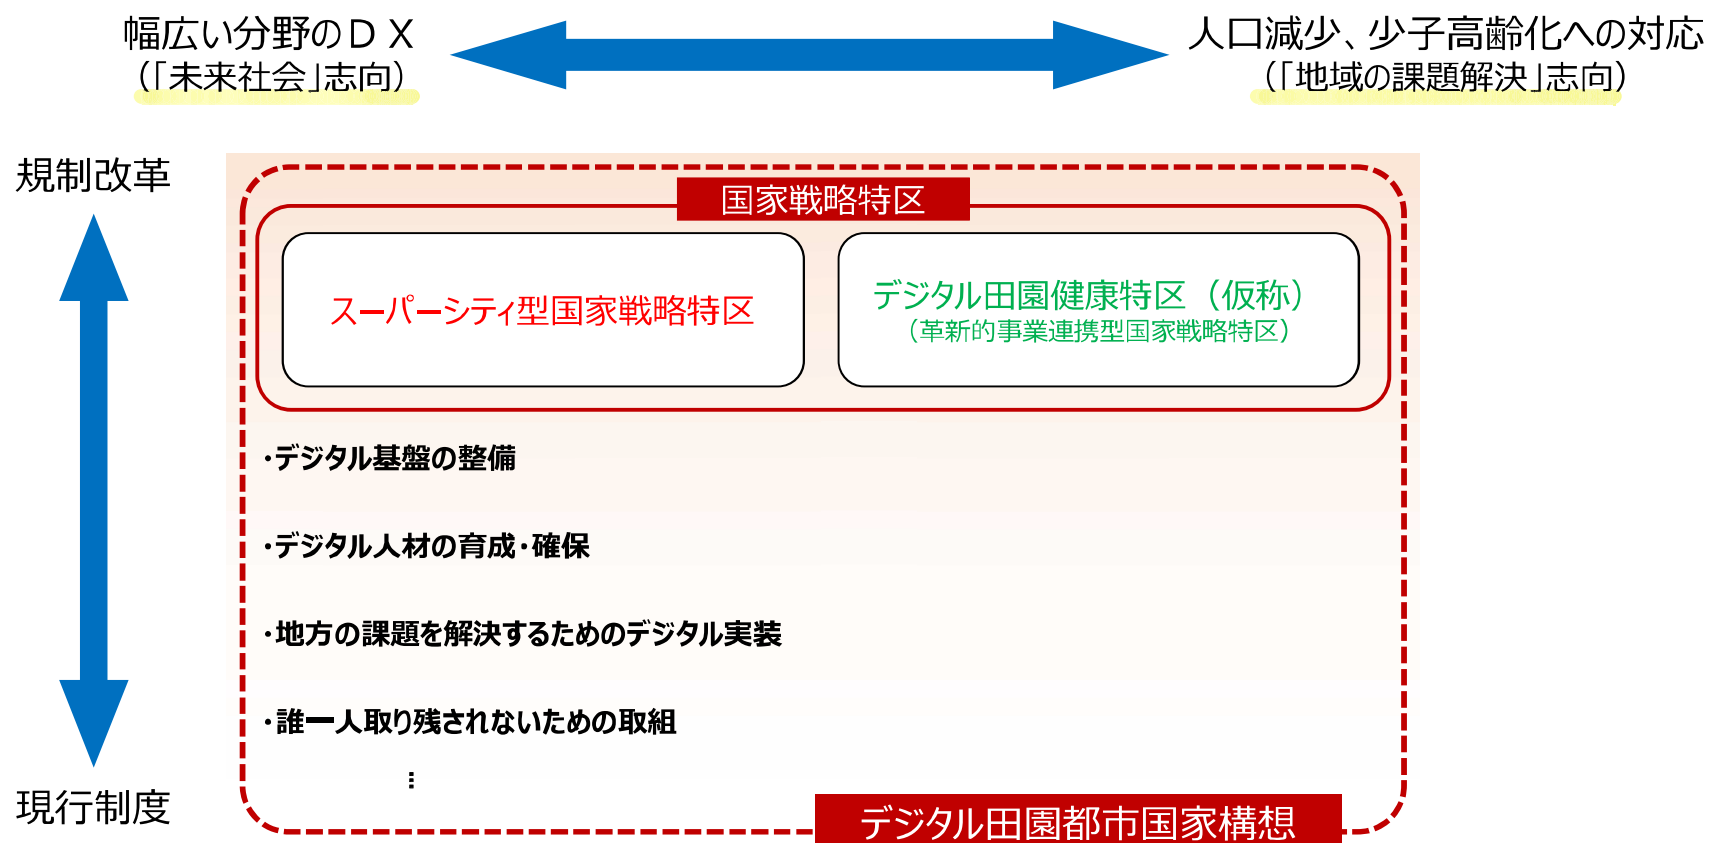 幅広い分野のＤＸ
（「未来社会」志向）
人口減少、少子高齢化への対応
（「地域の課題解決」志向）
規制改革
国家戦略特区
スーパーシティ型国家戦略特区
デジタル田園健康特区（仮称）
（革新的事業連携型国家戦略特区）
・デジタル基盤の整備
・デジタル人材の育成・確保
・地方の課題を解決するためのデジタル実装
・誰一人取り残されないための取組
⋮
現行制度
デジタル田園都市国家構想